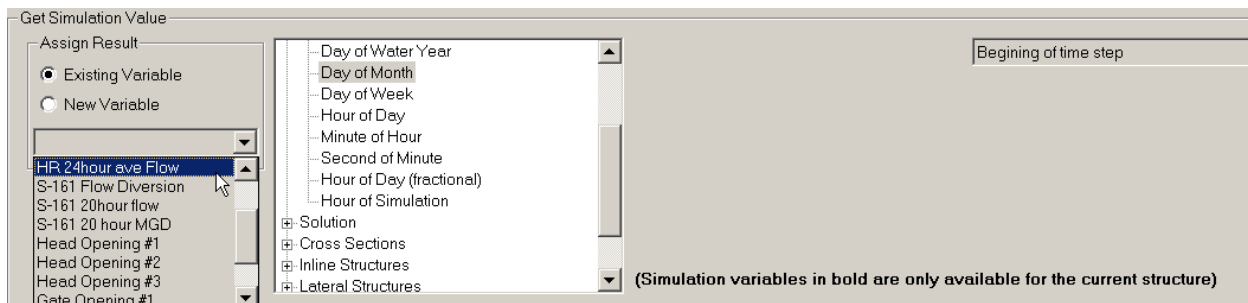 Get Simulation Value
Assign Result
Existing Variable
New Variable
HR 24hour ave Flow
S-161 Flow Diversion
S-161 20hour flow
S-161 20 hour MGD
Head Opening #1
Head Opening #2
Head Opening #3
Gate Opening #1
Day of Water Year
Day of Month
Day of Week
Hour of Day
Minute of Hour
Second of Minute
Hour of Day (fractional)
Hour of Simulation
Solution
Cross Sections
Inline Structures
Lateral Structures
Begining of time step
(Simulation variables in bold are only available for the current structure)